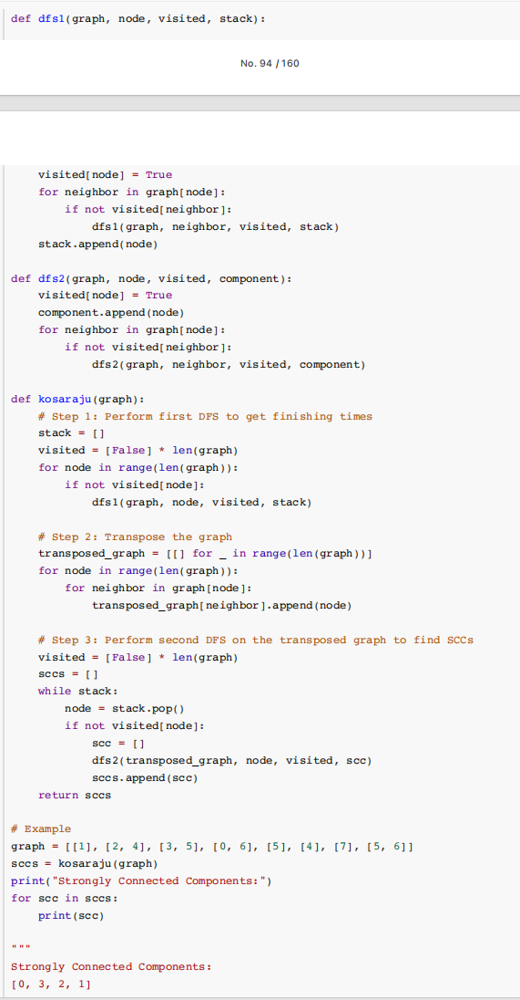 def dfs1(graph, node, visited, stack):
No. 94 / 160
    visited[node] = True
    for neighbor in graph[node]:
        if not visited[neighbor]:
            dfs1(graph, neighbor, visited, stack)
    stack.append(node)
def dfs2(graph, node, visited, component):
    visited[node] = True
    component.append(node)
    for neighbor in graph[node]:
        if not visited[neighbor]:
            dfs2(graph, neighbor, visited, component)
def kosaraju(graph):
    # Step 1: Perform first DFS to get finishing times
    stack = []
    visited = [False] * len(graph)
    for node in range(len(graph)):
        if not visited[node]:
            dfs1(graph, node, visited, stack)
    # Step 2: Transpose the graph
    transposed_graph = [[] for _ in range(len(graph))]
    for node in range(len(graph)):
        for neighbor in graph[node]:
            transposed_graph[neighbor].append(node)
    # Step 3: Perform second DFS on the transposed graph to find SCCs
    visited = [False] * len(graph)
    sccs = []
    while stack:
        node = stack.pop()
        if not visited[node]:
            scc = []
            dfs2(transposed_graph, node, visited, scc)
            sccs.append(scc)
    return sccs
# Example
graph = [[1], [2, 4], [3, 5], [0, 6], [5], [4], [7], [5, 6]]
sccs = kosaraju(graph)
print("Strongly Connected Components:")
for scc in sccs:
    print(scc)
"""
Strongly Connected Components:
[0, 3, 2, 1]